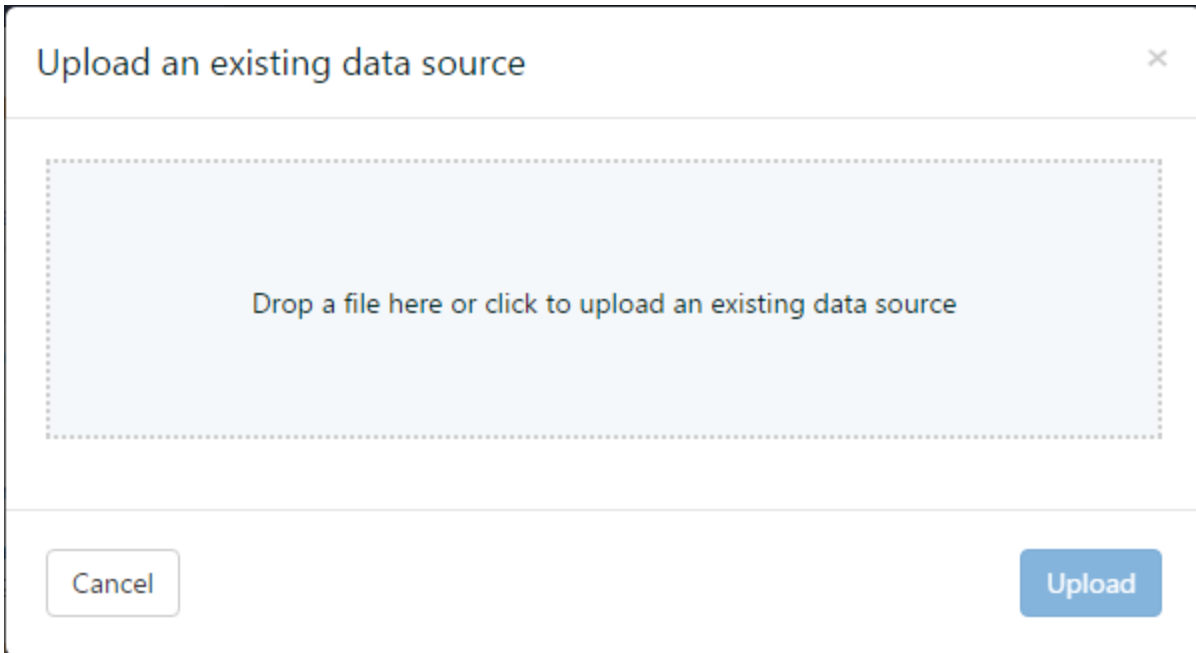 Upload an existing data source
×
Drop a file here or click to upload an existing data source
Cancel
Upload